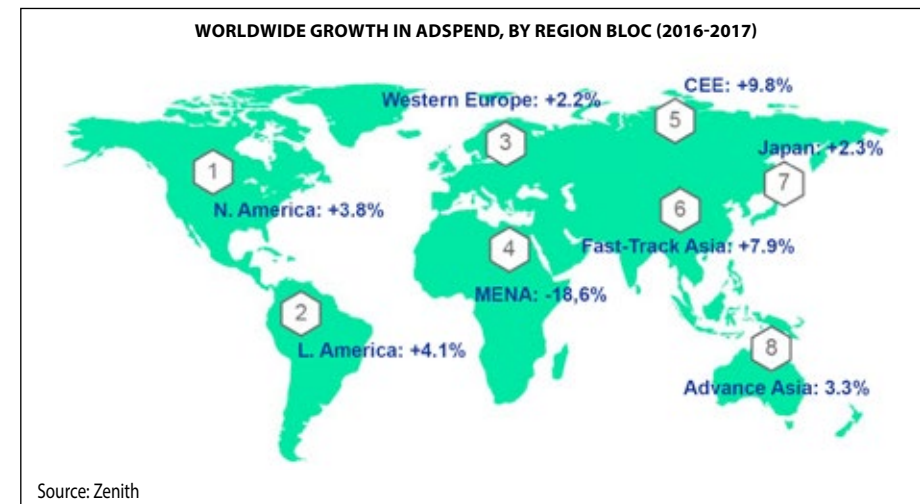 WORLDWIDE GROWTH IN ADSPEND, BY REGION BLOC (2016-2017)
CEE: +9.8%
Western Europe: +2.2%
5
3
Japan: +2.3%
1
7
6
N. America: +3.8%
4
Fast-Track Asia: +7.9%
MENA: -18,6%
2
L. America: +4.1%
8
Advance Asia: 3.3%
Source: Zenith